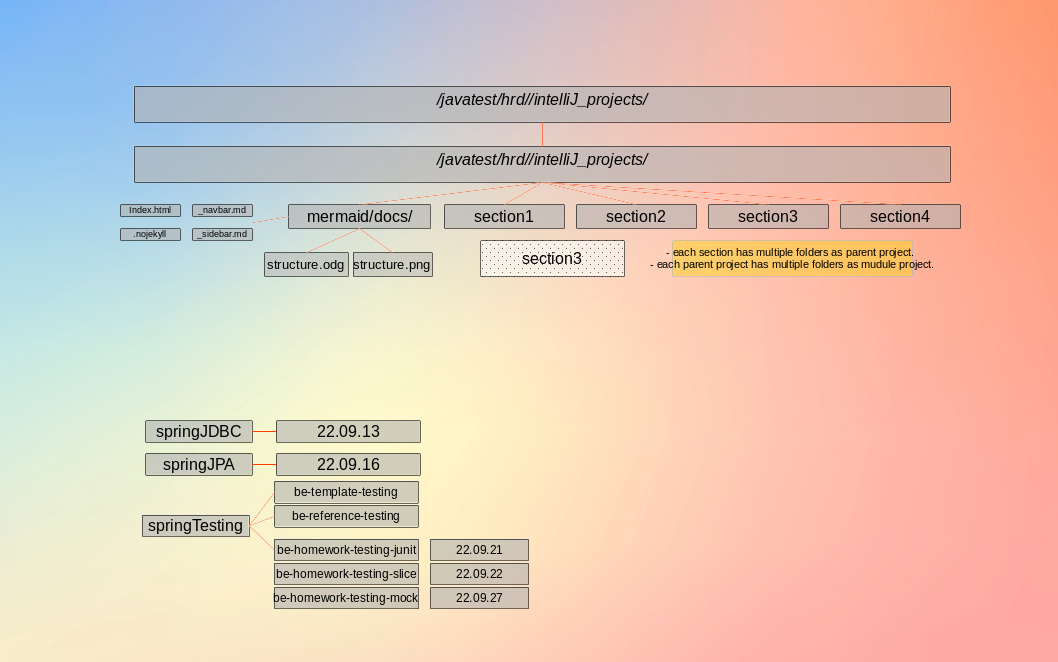 /javatest/hrd//intelliJ_projects/
/javatest/hrd//intelliJ_projects/
Index.html
_navbar.md
mermaid/docs/
section1
section2
section3
section4
.nojekyll
_sidebar.md
structure.odg
structure.png
section3
- each section has multiple folders as parent project.
- each parent project has multiple folders as mudule project.
springJDBC
22.09.13
springJPA
22.09.16
be-template-testing
be-reference-testing
springTesting
be-homework-testing-junit
22.09.21
be-homework-testing-slice
22.09.22
be-homework-testing-mock
22.09.27